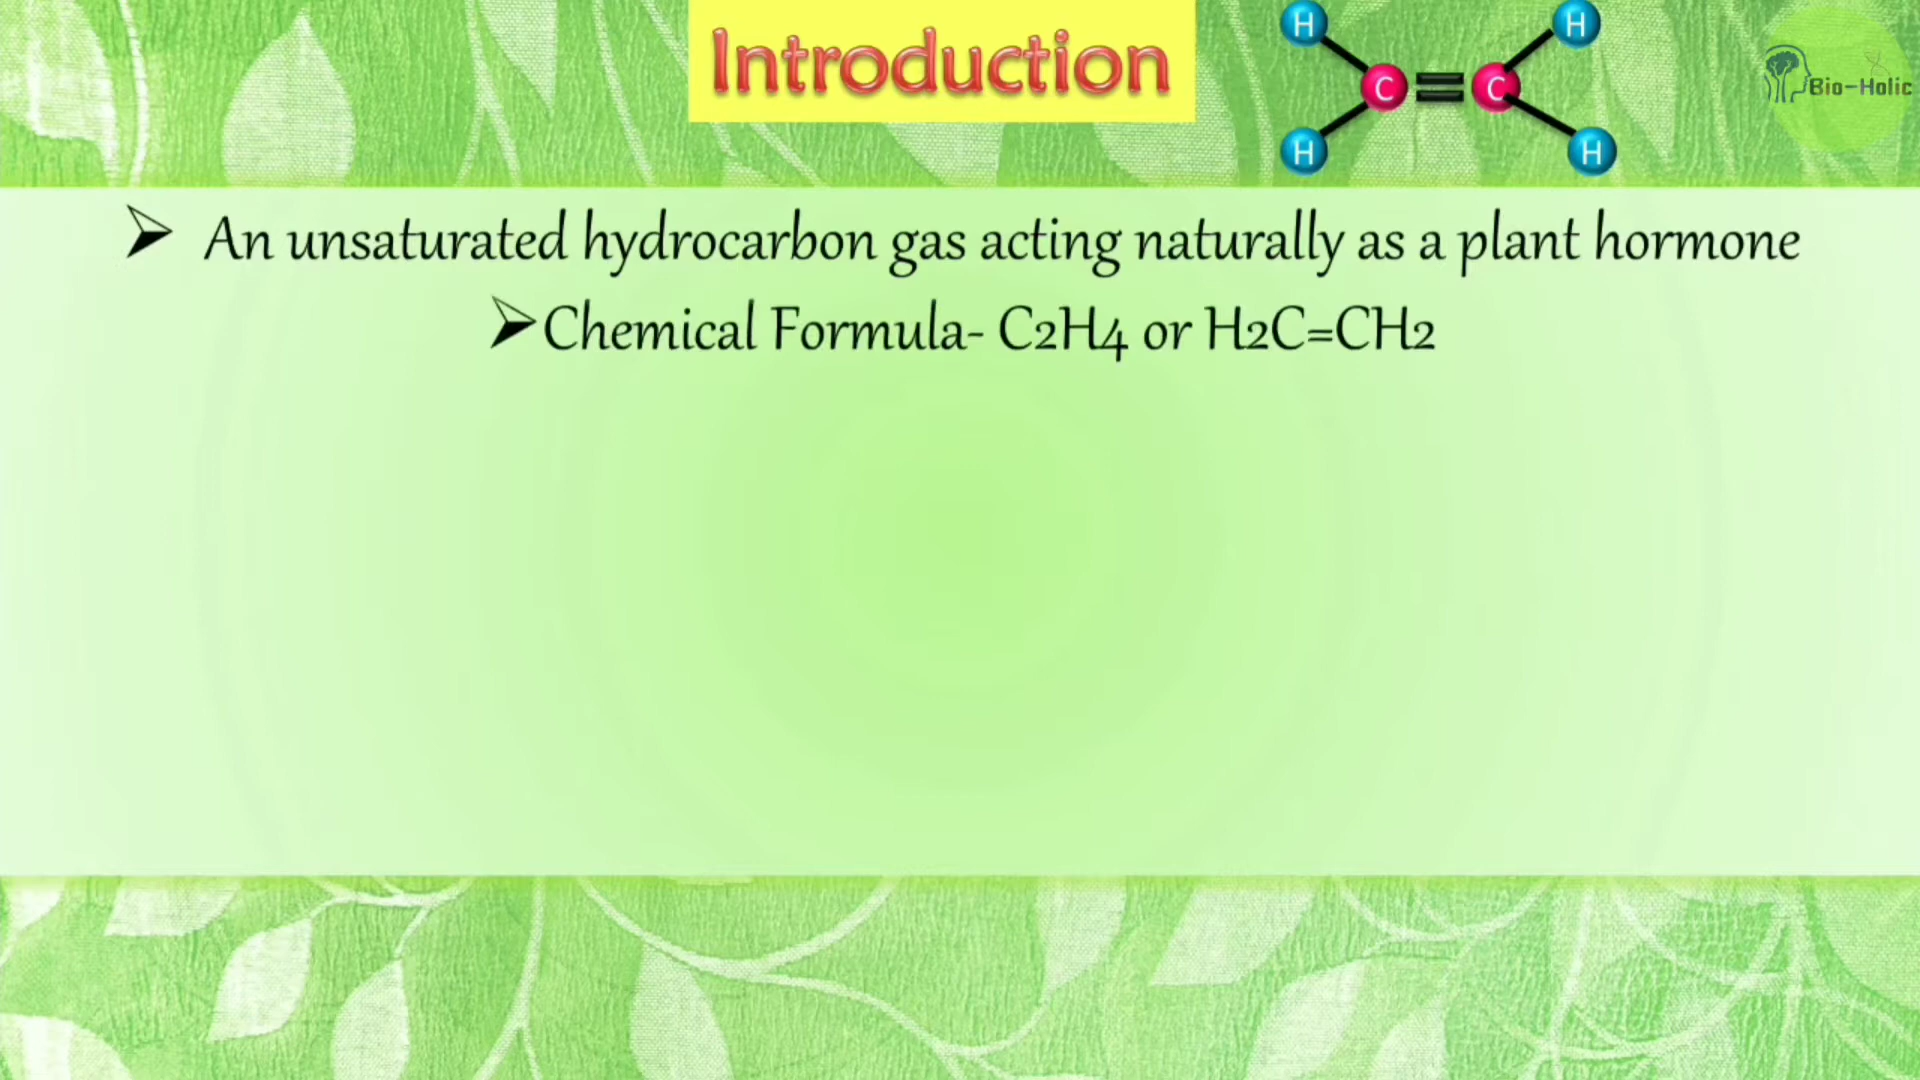 Introduction
H H
C C
H H
Bio-Holic
An unsaturated hydrocarbon gas acting naturally as a plant hormone
Chemical Formula- C2H4 or H2C=CH2